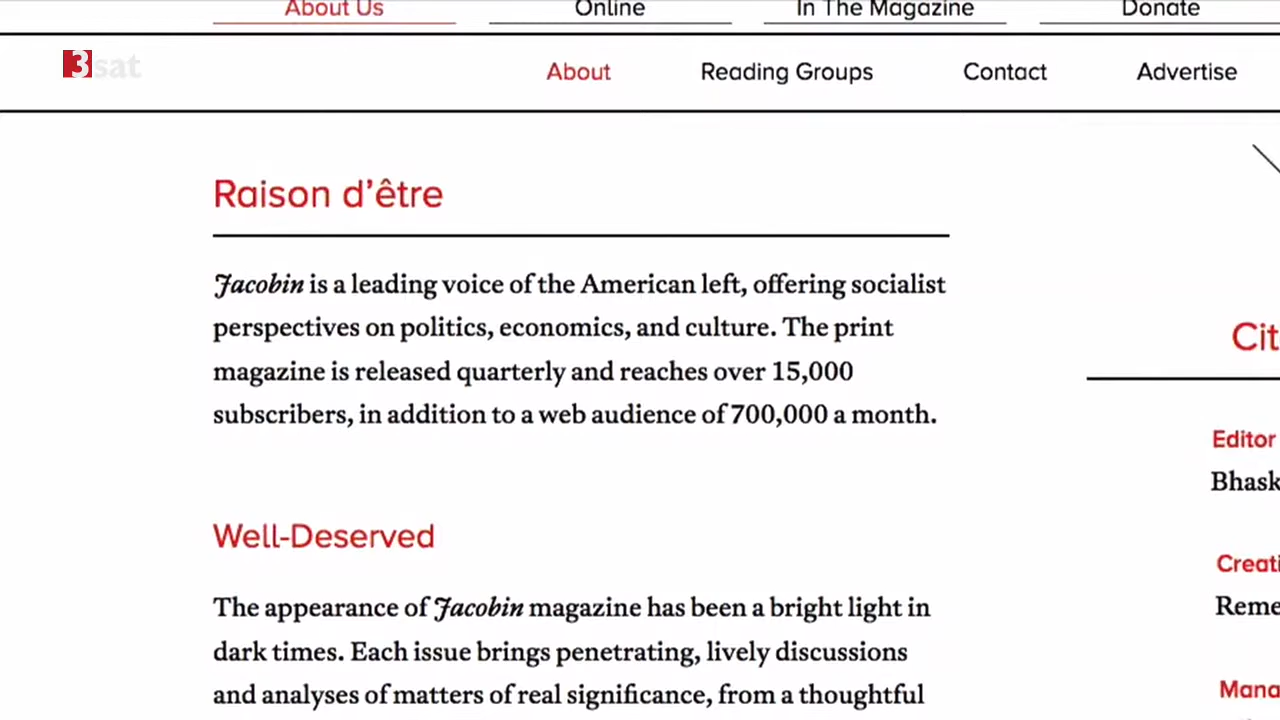 About Us
Online
In The Magazine
Donate
3sat
About
Reading Groups
Contact
Advertise
Raison d’être
Jacobin is a leading voice of the American left, offering socialist
perspectives on politics, economics, and culture. The print
magazine is released quarterly and reaches over 15,000
subscribers, in addition to a web audience of 700,000 a month.
Well-Deserved
The appearance of Jacobin magazine has been a bright light in
dark times. Each issue brings penetrating, lively discussions
and analyses of matters of real significance, from a thoughtful
Cit
Editor
Bhask
Creati
Reme
Mana